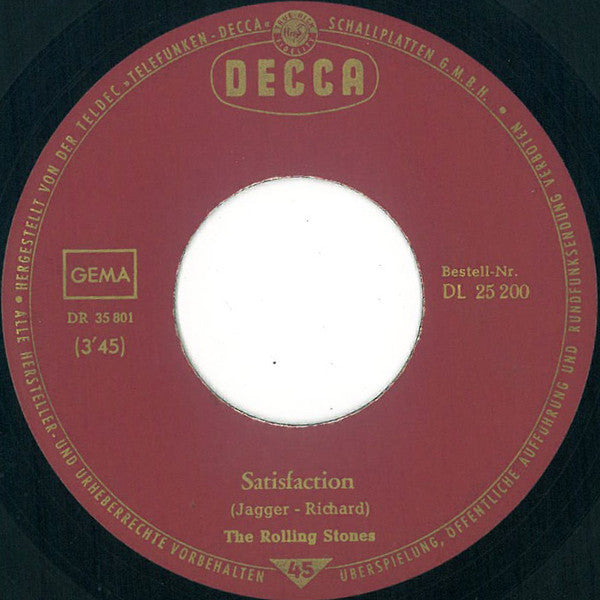 • HERGESTELLT VON DER TELDEC »TELEFUNKEN-DECCA« SCHALLPLATTEN G.M.B.H. •
DECCA
GEMA
DR 35 801
(3´45)
Bestell-Nr.
DL 25 200
Satisfaction
(Jagger - Richard)
The Rolling Stones
45
ALLE HERSTELLER- UND URHEBERRECHTE VORBEHALTEN
ÜBERSPIELUNG, ÖFFENTLICHE AUFFÜHRUNG UND RUNDFUNKSENDUNG VERBOTEN